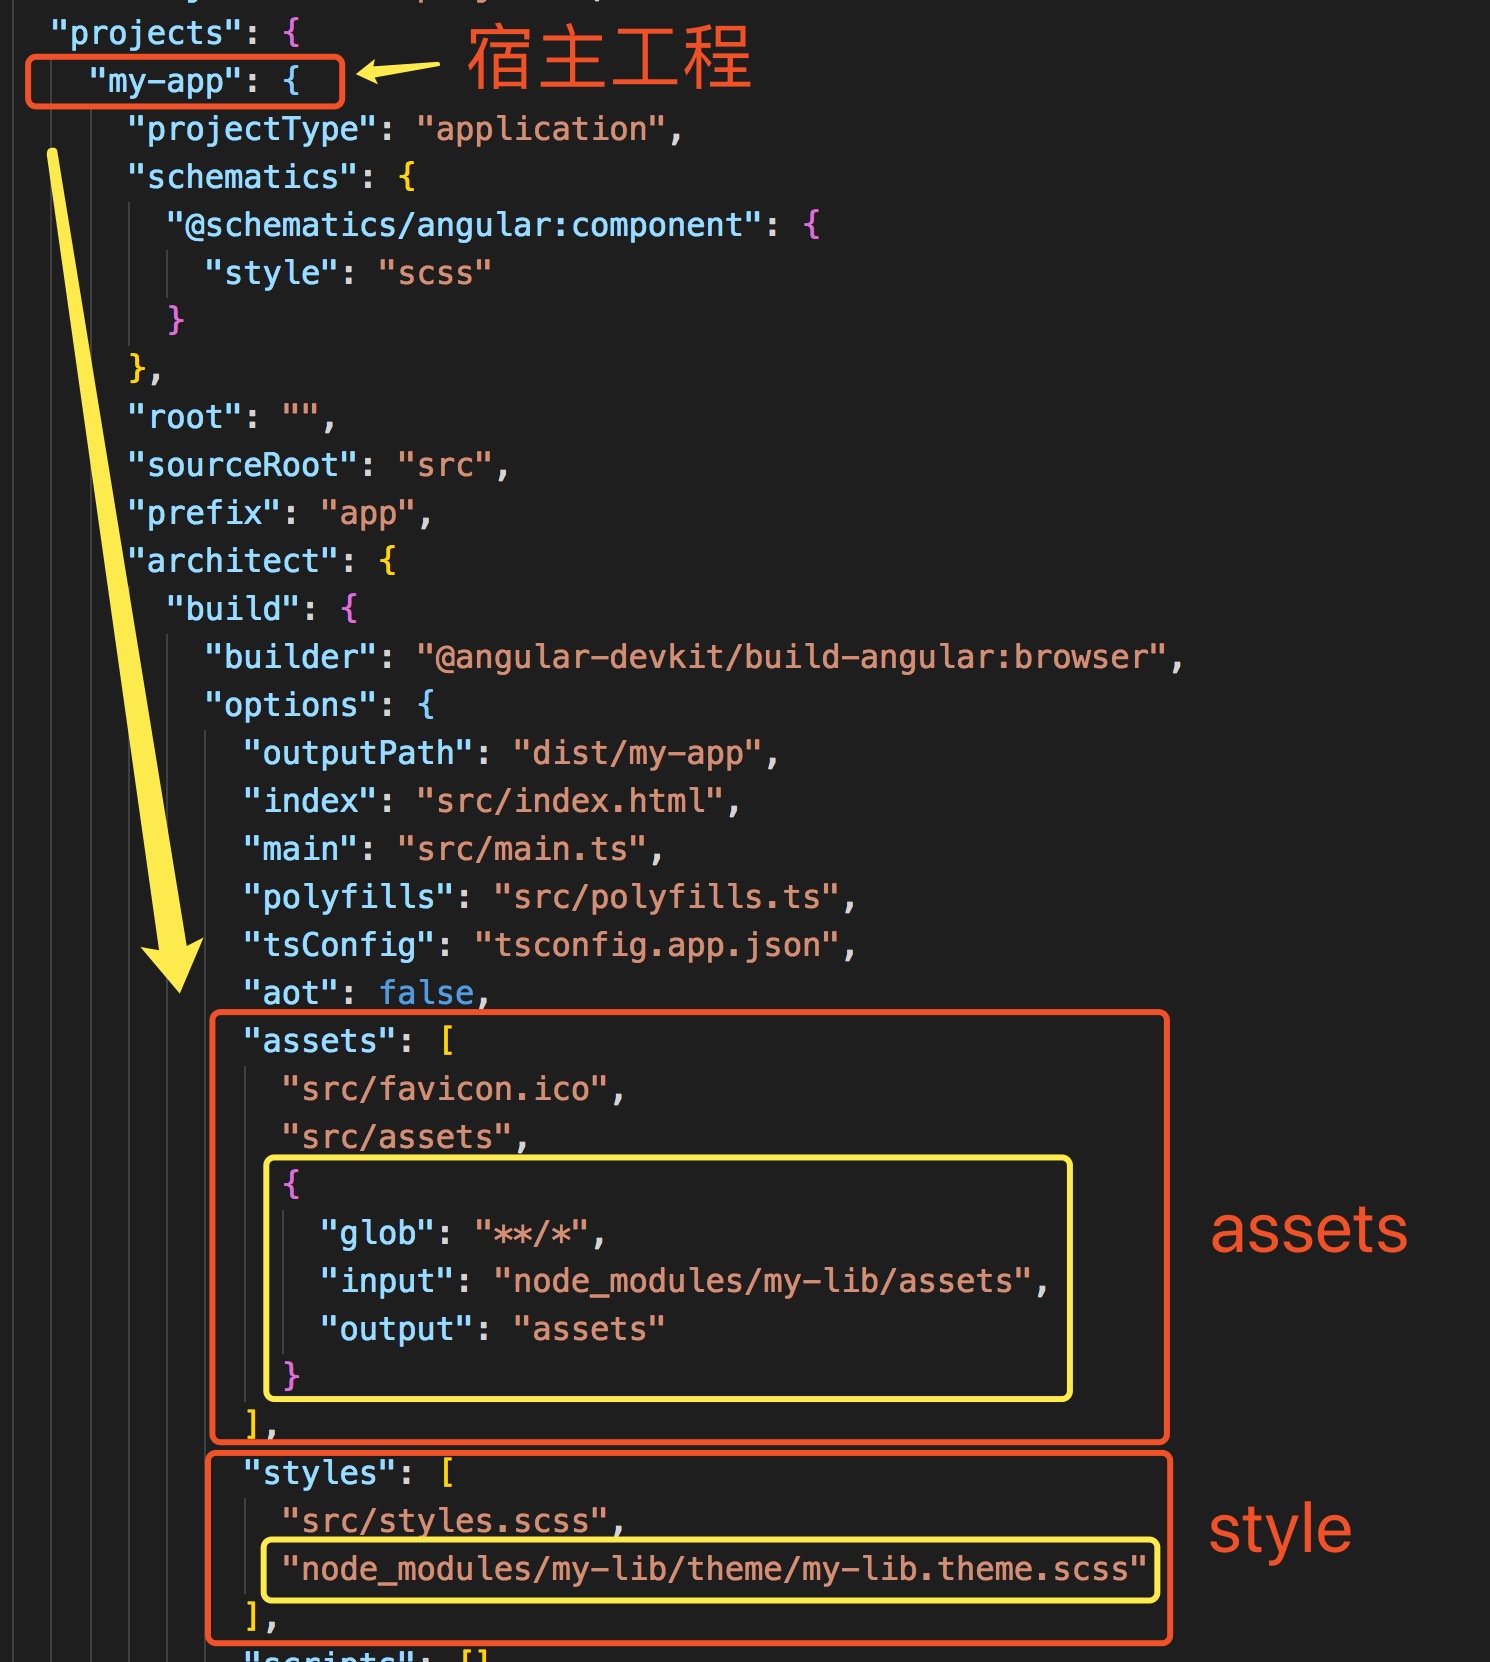 "projects": {
"my-app": {
宿主工程
"projectType": "application",
"schematics": {
"@schematics/angular:component": {
"style": "scss"
}
},
"root": "",
"sourceRoot": "src",
"prefix": "app",
"architect": {
"build": {
"builder": "@angular-devkit/build-angular:browser",
"options": {
"outputPath": "dist/my-app",
"index": "src/index.html",
"main": "src/main.ts",
"polyfills": "src/polyfills.ts",
"tsConfig": "tsconfig.app.json",
"aot": false,
"assets": [
"src/favicon.ico",
"src/assets",
{
"glob": "**/*",
"input": "node_modules/my-lib/assets",
"output": "assets"
}
],
assets
"styles": [
"src/styles.scss",
"node_modules/my-lib/theme/my-lib.theme.scss"
],
style
"scripts": []